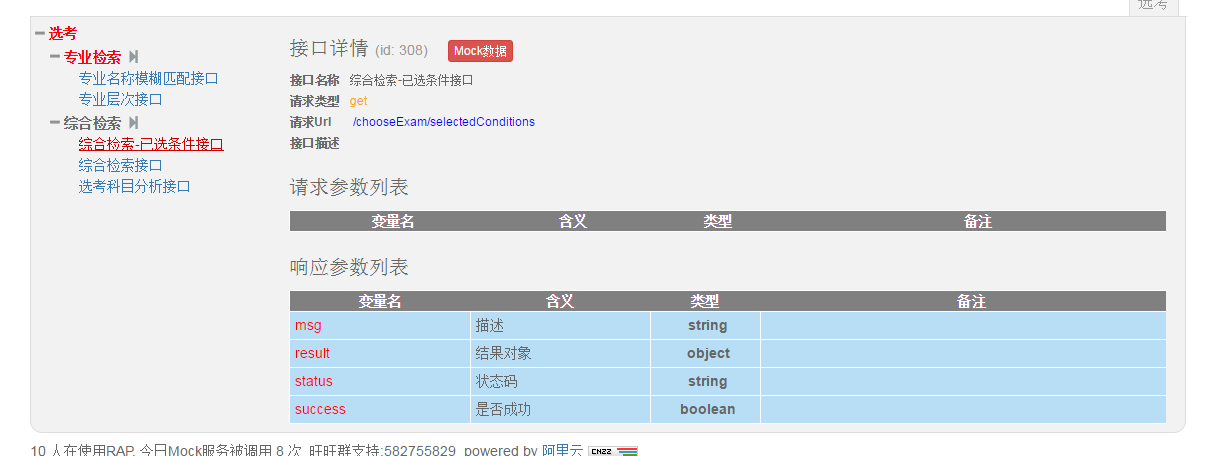 选考
选考
专业检索
专业名称模糊匹配接口
专业层次接口
综合检索
综合检索-已选条件接口
综合检索接口
选考科目分析接口
接口详情 (id: 308) Mock数据
接口名称 综合检索-已选条件接口
请求类型 get
请求Url /chooseExam/selectedConditions
接口描述
请求参数列表
变量名 含义 类型 备注
响应参数列表
变量名 含义 类型 备注
msg 描述 string
result 结果对象 object
status 状态码 string
success 是否成功 boolean
10 人在使用RAP. 今日Mock服务被调用 8 次 旺旺群支持:582755829 powered by 阿里云 CNZZ